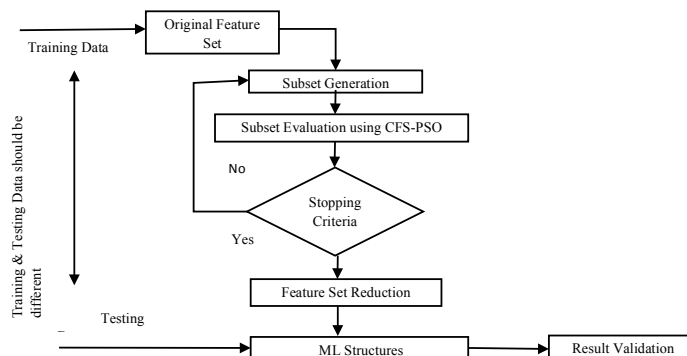 Original Feature
Set
Training Data
Subset Generation
Subset Evaluation using CFS-PSO
No
Stopping
Criteria
Yes
Training & Testing Data should be
different
Feature Set Reduction
Testing
ML Structures
Result Validation